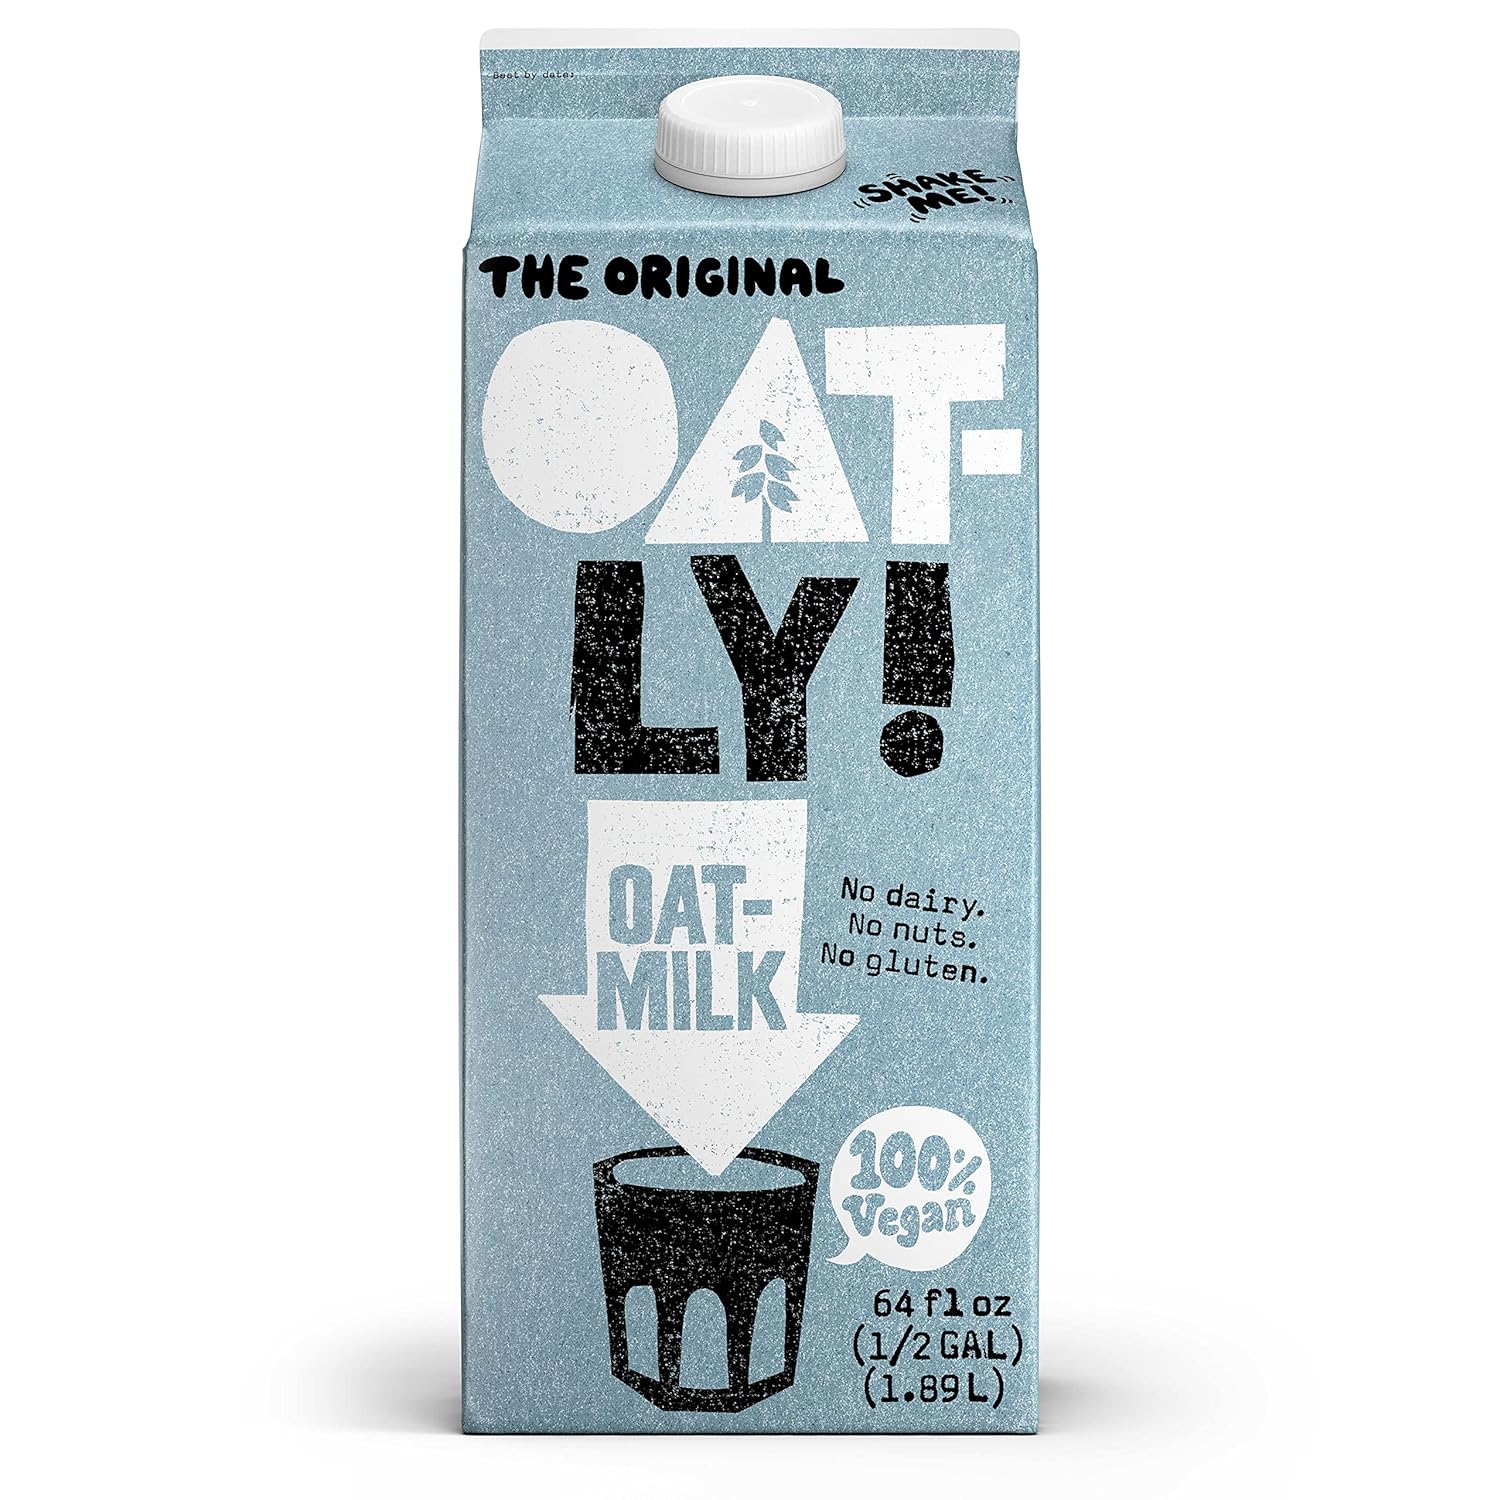 Best by date:
SHAKE
ME!
THE ORIGINAL
OAT-
LY!
OAT-
MILK
No dairy.
No nuts.
No gluten.
100%
Vegan
64 fl oz
(1/2 GAL)
(1.89 L)